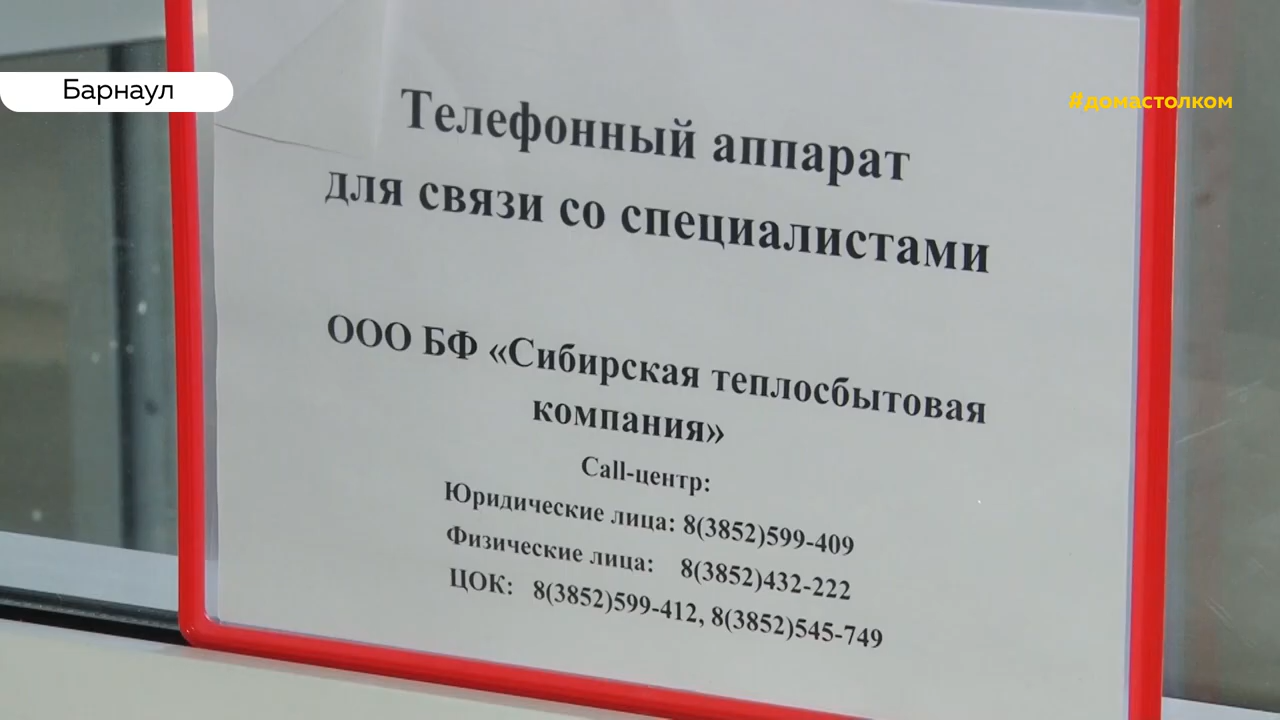 Барнаул
#домастолком
Телефонный аппарат
для связи со специалистами
ООО БФ «Сибирская теплосбытовая
компания»
Call-центр:
Юридические лица: 8(3852)599-409
Физические лица: 8(3852)432-222
ЦОК: 8(3852)599-412, 8(3852)545-749